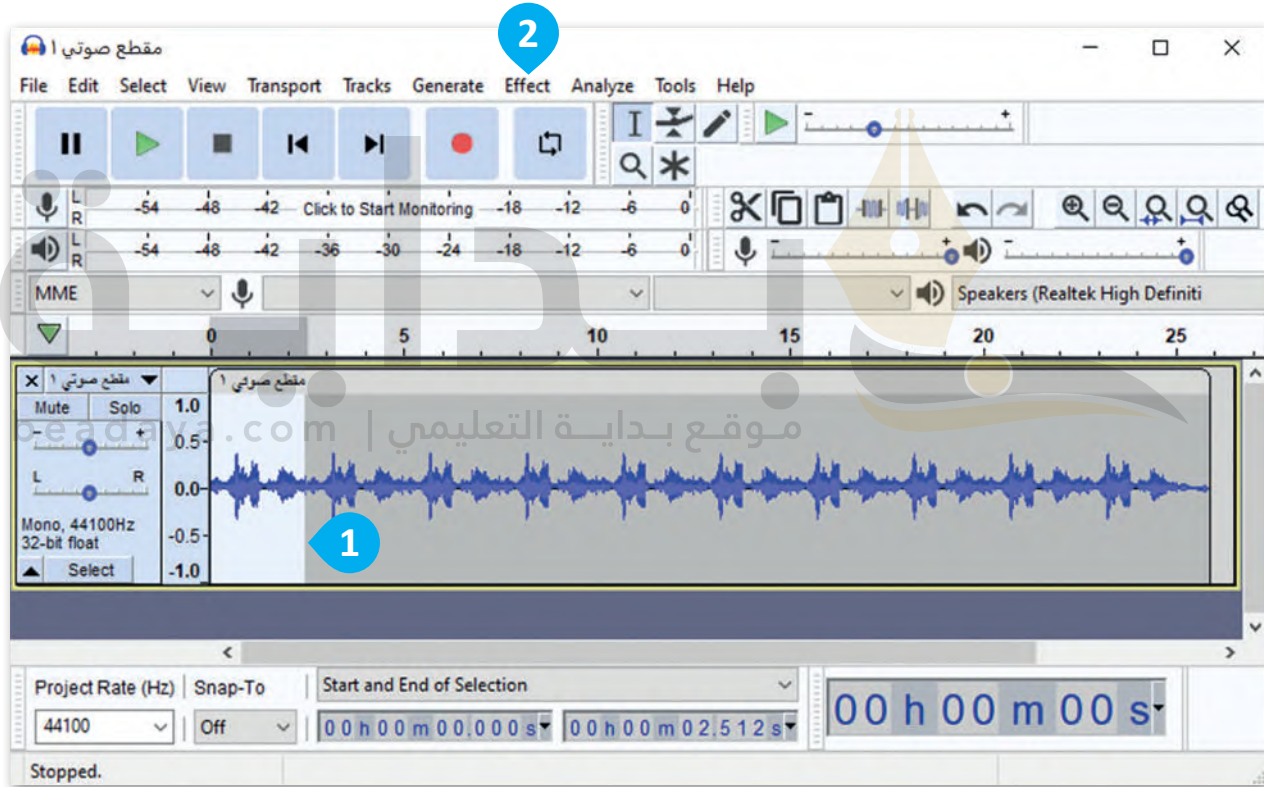 2
مقطع صوتي ١
File Edit Select View Transport Tracks Generate Effect Analyze Tools Help
- +
L R -54 -48 -42 Click to Start Monitoring -18 -12 -6 0
L R -54 -48 -42 -36 -30 -24 -18 -12 -6 0
- + - +
MME Speakers (Realtek High Definiti
0 5 10 15 20 25
بـدايـة
مقطع صوتي ١
مقطع صوتي ١
Mute Solo
- +
L R
Mono, 44100Hz
32-bit float
Select
1.0
0.5
0.0
-0.5
-1.0
beadaya.com | موقع بداية التعليمي
1
Project Rate (Hz) Snap-To Start and End of Selection
44100 Off 00h00m00.000s 00h00m02.512s 00h00m00s
Stopped.